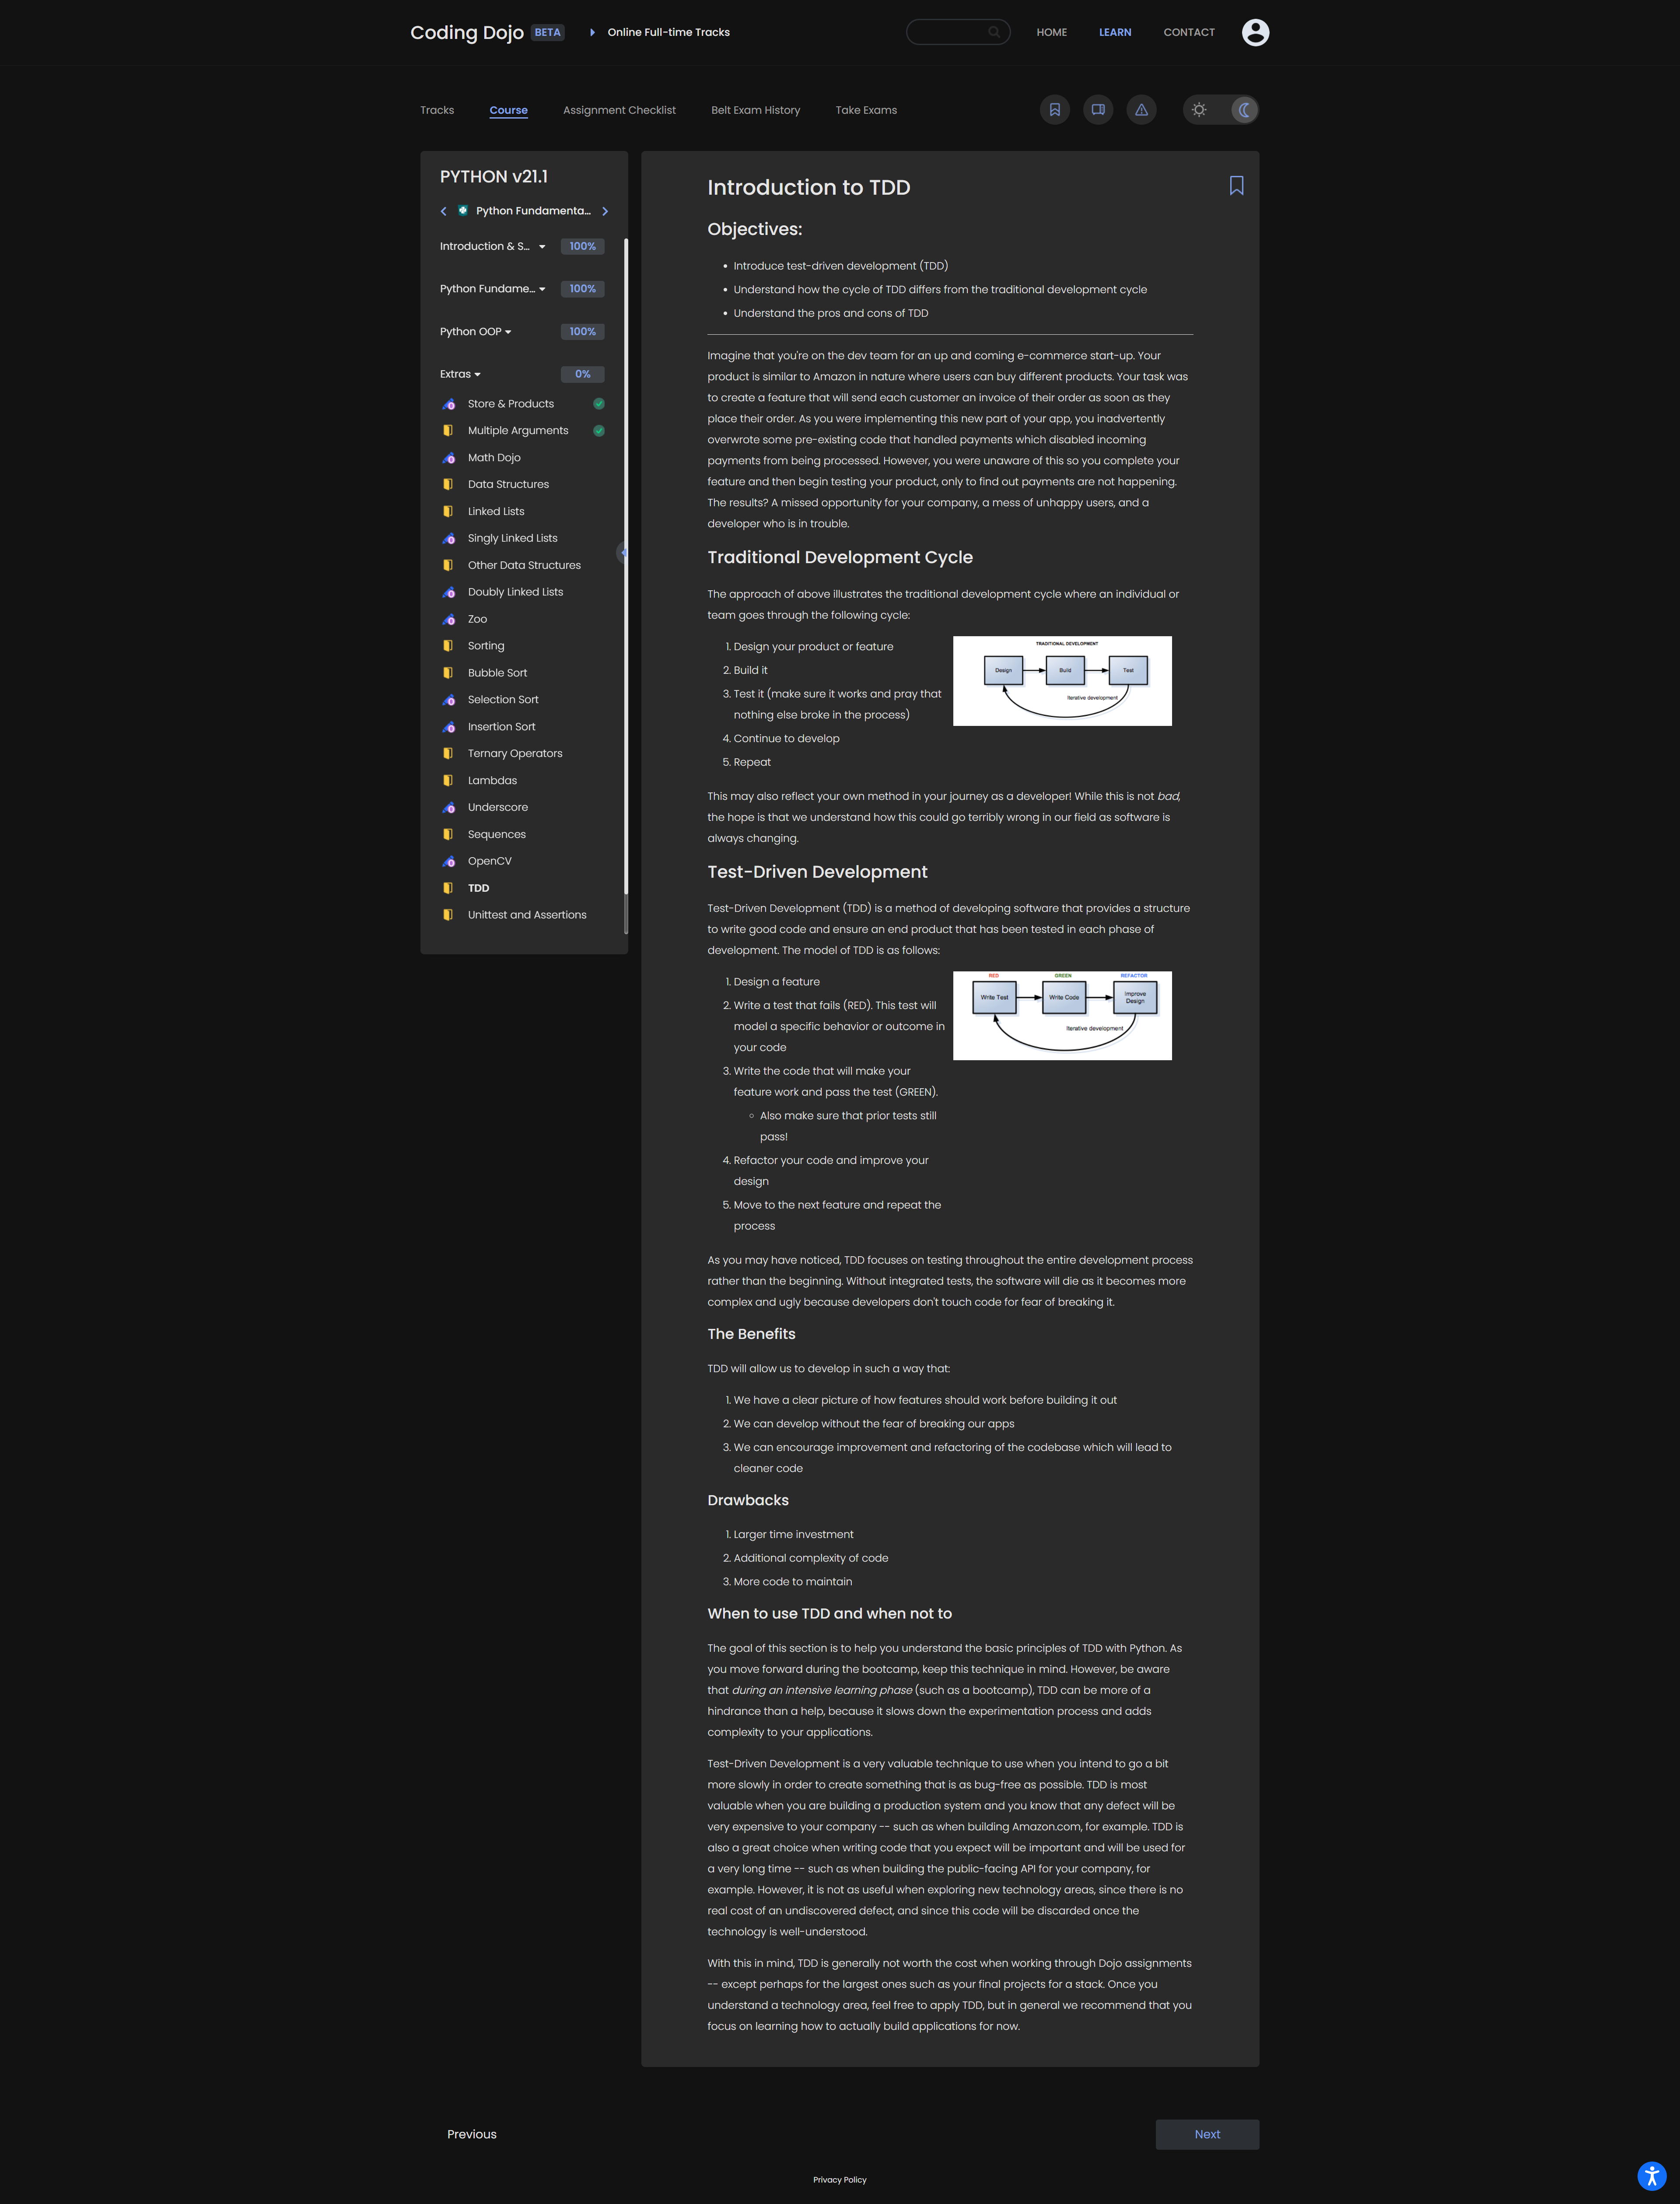 Coding Dojo BETA Online Full-time Tracks HOME LEARN CONTACT
Tracks Course Assignment Checklist Belt Exam History Take Exams
PYTHON v21.1
Python Fundamenta...
Introduction & S... 100%
Python Fundame... 100%
Python OOP 100%
Extras 0%
Store & Products
Multiple Arguments
Math Dojo
Data Structures
Linked Lists
Singly Linked Lists
Other Data Structures
Doubly Linked Lists
Zoo
Sorting
Bubble Sort
Selection Sort
Insertion Sort
Ternary Operators
Lambdas
Underscore
Sequences
OpenCV
TDD
Unittest and Assertions
Introduction to TDD
Objectives:
• Introduce test-driven development (TDD)
• Understand how the cycle of TDD differs from the traditional development cycle
• Understand the pros and cons of TDD
Imagine that you're on the dev team for an up and coming e-commerce start-up. Your
product is similar to Amazon in nature where users can buy different products. Your task was
to create a feature that will send each customer an invoice of their order as soon as they
place their order. As you were implementing this new part of your app, you inadvertently
overwrote some pre-existing code that handled payments which disabled incoming
payments from being processed. However, you were unaware of this so you complete your
feature and then begin testing your product, only to find out payments are not happening.
The results? A missed opportunity for your company, a mess of unhappy users, and a
developer who is in trouble.
Traditional Development Cycle
The approach of above illustrates the traditional development cycle where an individual or
team goes through the following cycle:
1. Design your product or feature
2. Build it
3. Test it (make sure it works and pray that
nothing else broke in the process)
4. Continue to develop
5. Repeat
TRADITIONAL DEVELOPMENT
Design Build Test
Iterative development
This may also reflect your own method in your journey as a developer! While this is not bad,
the hope is that we understand how this could go terribly wrong in our field as software is
always changing.
Test-Driven Development
Test-Driven Development (TDD) is a method of developing software that provides a structure
to write good code and ensure an end product that has been tested in each phase of
development. The model of TDD is as follows:
1. Design a feature
2. Write a test that fails (RED). This test will
model a specific behavior or outcome in
your code
3. Write the code that will make your
feature work and pass the test (GREEN).
◦ Also make sure that prior tests still
pass!
4. Refactor your code and improve your
design
5. Move to the next feature and repeat the
process
RED GREEN REFACTOR
Write Test Write Code Improve
Design
Iterative development
As you may have noticed, TDD focuses on testing throughout the entire development process
rather than the beginning. Without integrated tests, the software will die as it becomes more
complex and ugly because developers don't touch code for fear of breaking it.
The Benefits
TDD will allow us to develop in such a way that:
1. We have a clear picture of how features should work before building it out
2. We can develop without the fear of breaking our apps
3. We can encourage improvement and refactoring of the codebase which will lead to
cleaner code
Drawbacks
1. Larger time investment
2. Additional complexity of code
3. More code to maintain
When to use TDD and when not to
The goal of this section is to help you understand the basic principles of TDD with Python. As
you move forward during the bootcamp, keep this technique in mind. However, be aware
that during an intensive learning phase (such as a bootcamp), TDD can be more of a
hindrance than a help, because it slows down the experimentation process and adds
complexity to your applications.
Test-Driven Development is a very valuable technique to use when you intend to go a bit
more slowly in order to create something that is as bug-free as possible. TDD is most
valuable when you are building a production system and you know that any defect will be
very expensive to your company -- such as when building Amazon.com, for example. TDD is
also a great choice when writing code that you expect will be important and will be used for
a very long time -- such as when building the public-facing API for your company, for
example. However, it is not as useful when exploring new technology areas, since there is no
real cost of an undiscovered defect, and since this code will be discarded once the
technology is well-understood.
With this in mind, TDD is generally not worth the cost when working through Dojo assignments
-- except perhaps for the largest ones such as your final projects for a stack. Once you
understand a technology area, feel free to apply TDD, but in general we recommend that you
focus on learning how to actually build applications for now.
Previous Next
Privacy Policy